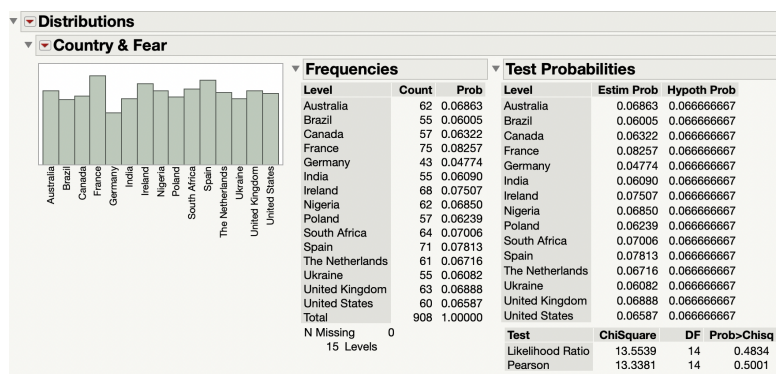 Distributions
Country & Fear
Australia
Brazil
Canada
France
Germany
India
Ireland
Nigeria
Poland
South Africa
Spain
The Netherlands
Ukraine
United Kingdom
United States
Frequencies
Level Count Prob
Australia 62 0.06863
Brazil 55 0.06005
Canada 57 0.06322
France 75 0.08257
Germany 43 0.04774
India 55 0.06090
Ireland 68 0.07507
Nigeria 62 0.06850
Poland 57 0.06239
South Africa 64 0.07006
Spain 71 0.07813
The Netherlands 61 0.06716
Ukraine 55 0.06082
United Kingdom 63 0.06888
United States 60 0.06587
Total 908 1.00000
N Missing 0
15 Levels
Test Probabilities
Level Estim Prob Hypoth Prob
Australia 0.06863 0.066666667
Brazil 0.06005 0.066666667
Canada 0.06322 0.066666667
France 0.08257 0.066666667
Germany 0.04774 0.066666667
India 0.06090 0.066666667
Ireland 0.07507 0.066666667
Nigeria 0.06850 0.066666667
Poland 0.06239 0.066666667
South Africa 0.07006 0.066666667
Spain 0.07813 0.066666667
The Netherlands 0.06716 0.066666667
Ukraine 0.06082 0.066666667
United Kingdom 0.06888 0.066666667
United States 0.06587 0.066666667
Test ChiSquare DF Prob>Chisq
Likelihood Ratio 13.5539 14 0.4834
Pearson 13.3381 14 0.5001